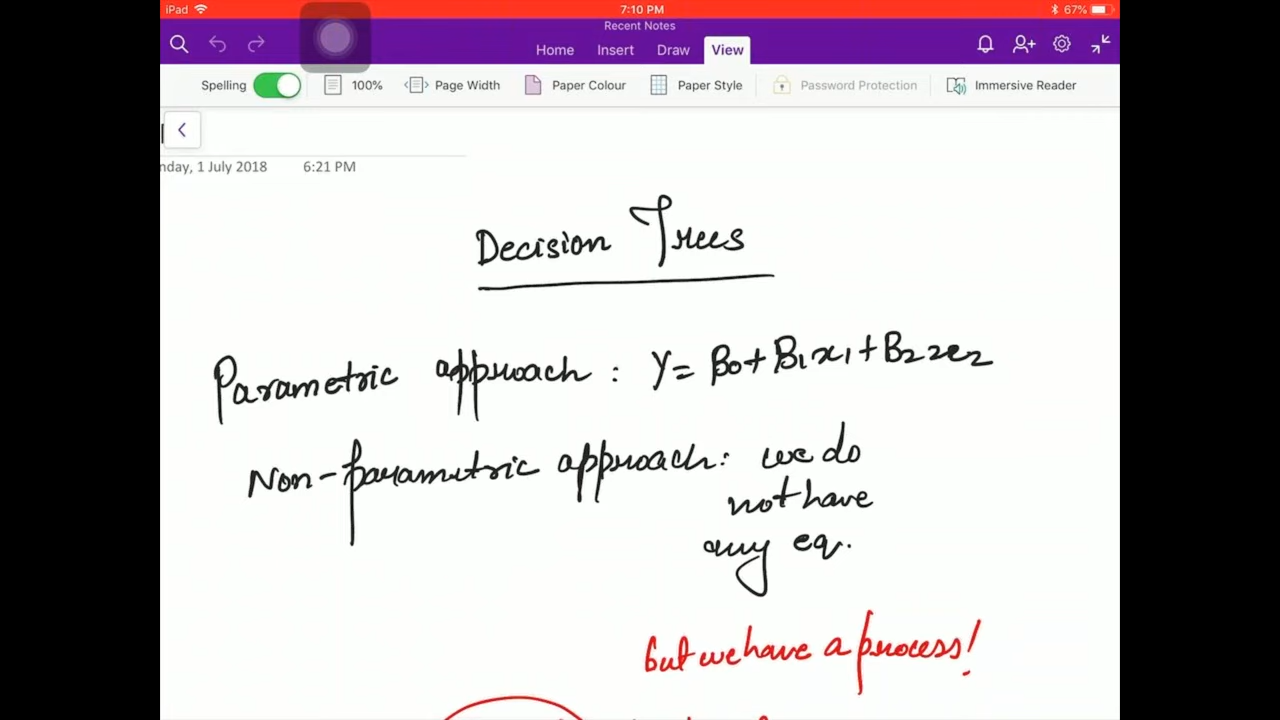 iPad 7:10 PM 67%
Recent Notes
Home Insert Draw View
Spelling 100% Page Width Paper Colour Paper Style Password Protection Immersive Reader
nday, 1 July 2018 6:21 PM
Decision Trees
Parametric approach : Y = β0 + β1x1 + β2x2
Non-parametric approach: we do
not have
any eq.
but we have a process!